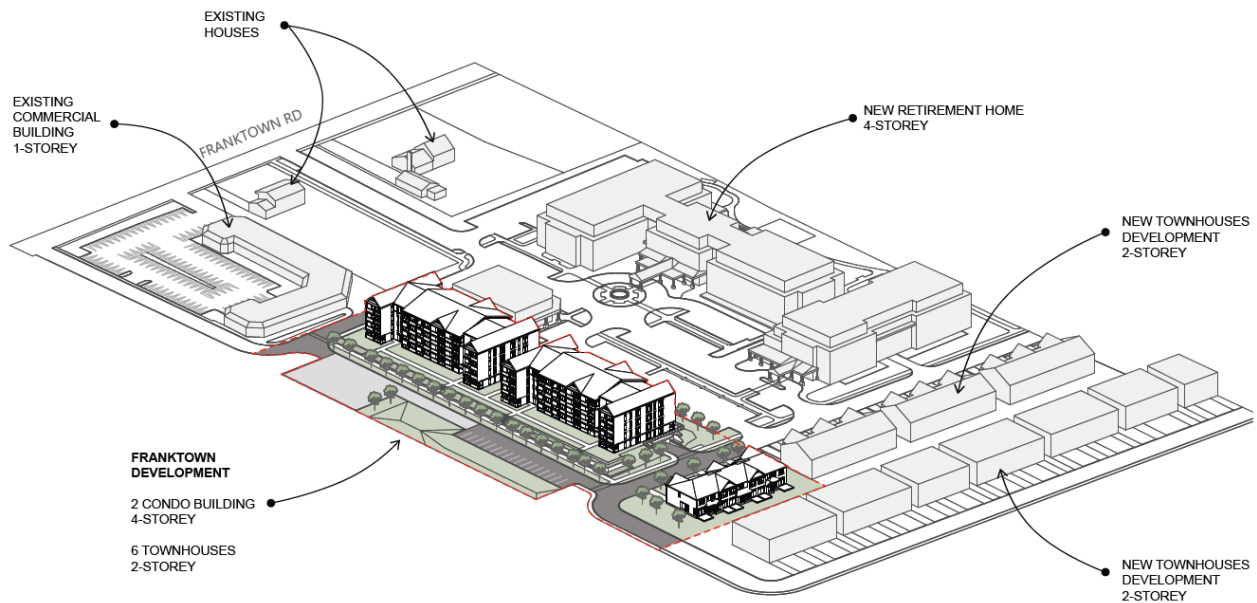 EXISTING
HOUSES
EXISTING
COMMERCIAL
BUILDING
1-STOREY
FRANKTOWN RD
NEW RETIREMENT HOME
4-STOREY
NEW TOWNHOUSES
DEVELOPMENT
2-STOREY
FRANKTOWN
DEVELOPMENT
2 CONDO BUILDING
4-STOREY
6 TOWNHOUSES
2-STOREY
NEW TOWNHOUSES
DEVELOPMENT
2-STOREY